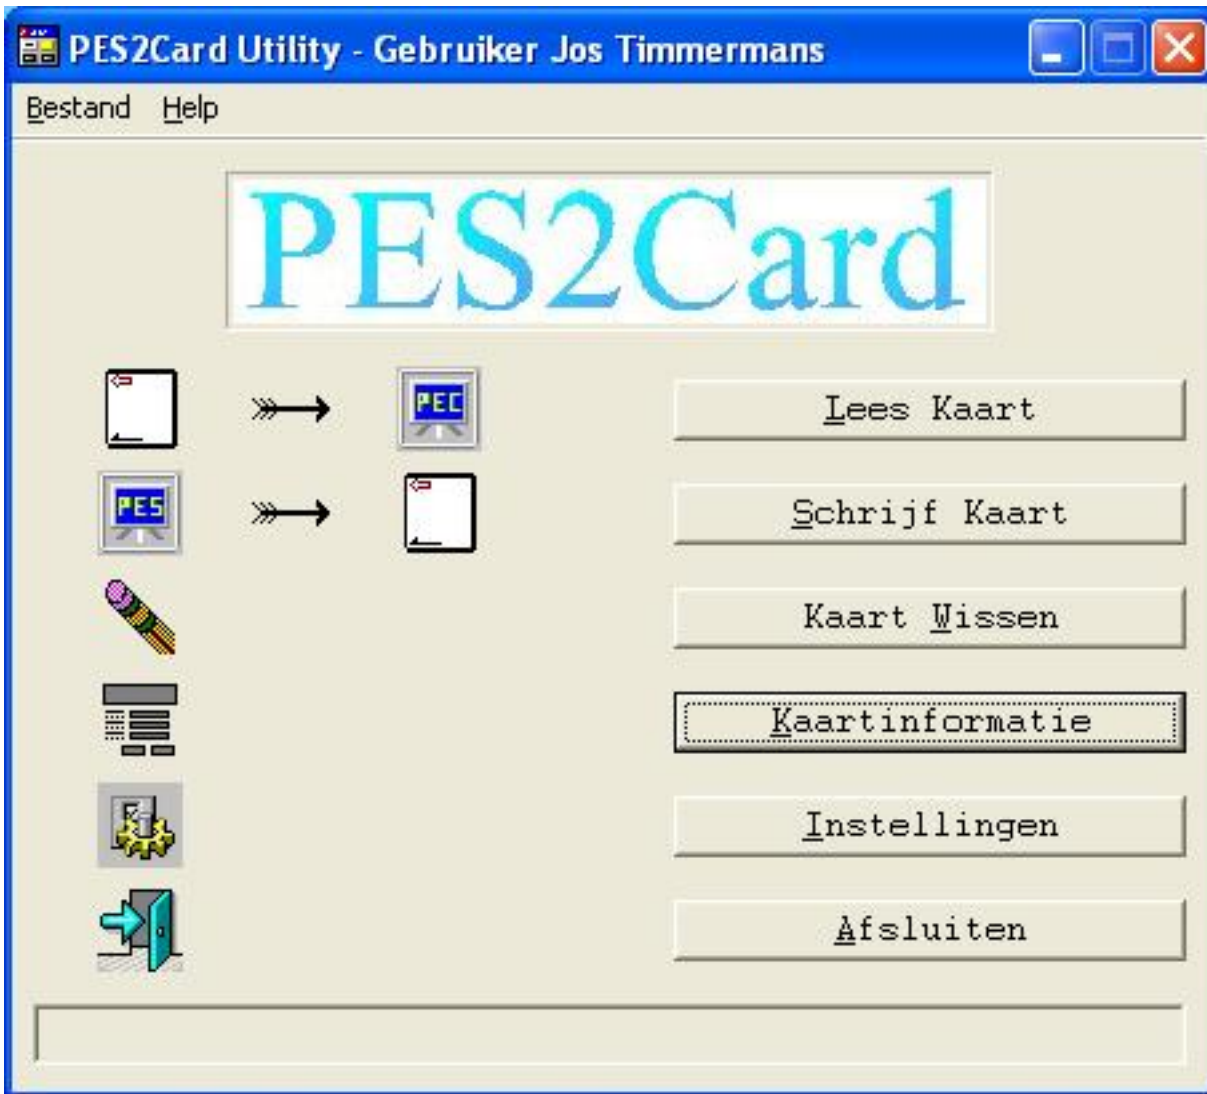 PES2Card Utility - Gebruiker Jos Timmermans
Bestand Help
PES2Card
PEC
Lees Kaart
PES
Schrijf Kaart
Kaart Wissen
Kaartinformatie
Instellingen
Afsluiten